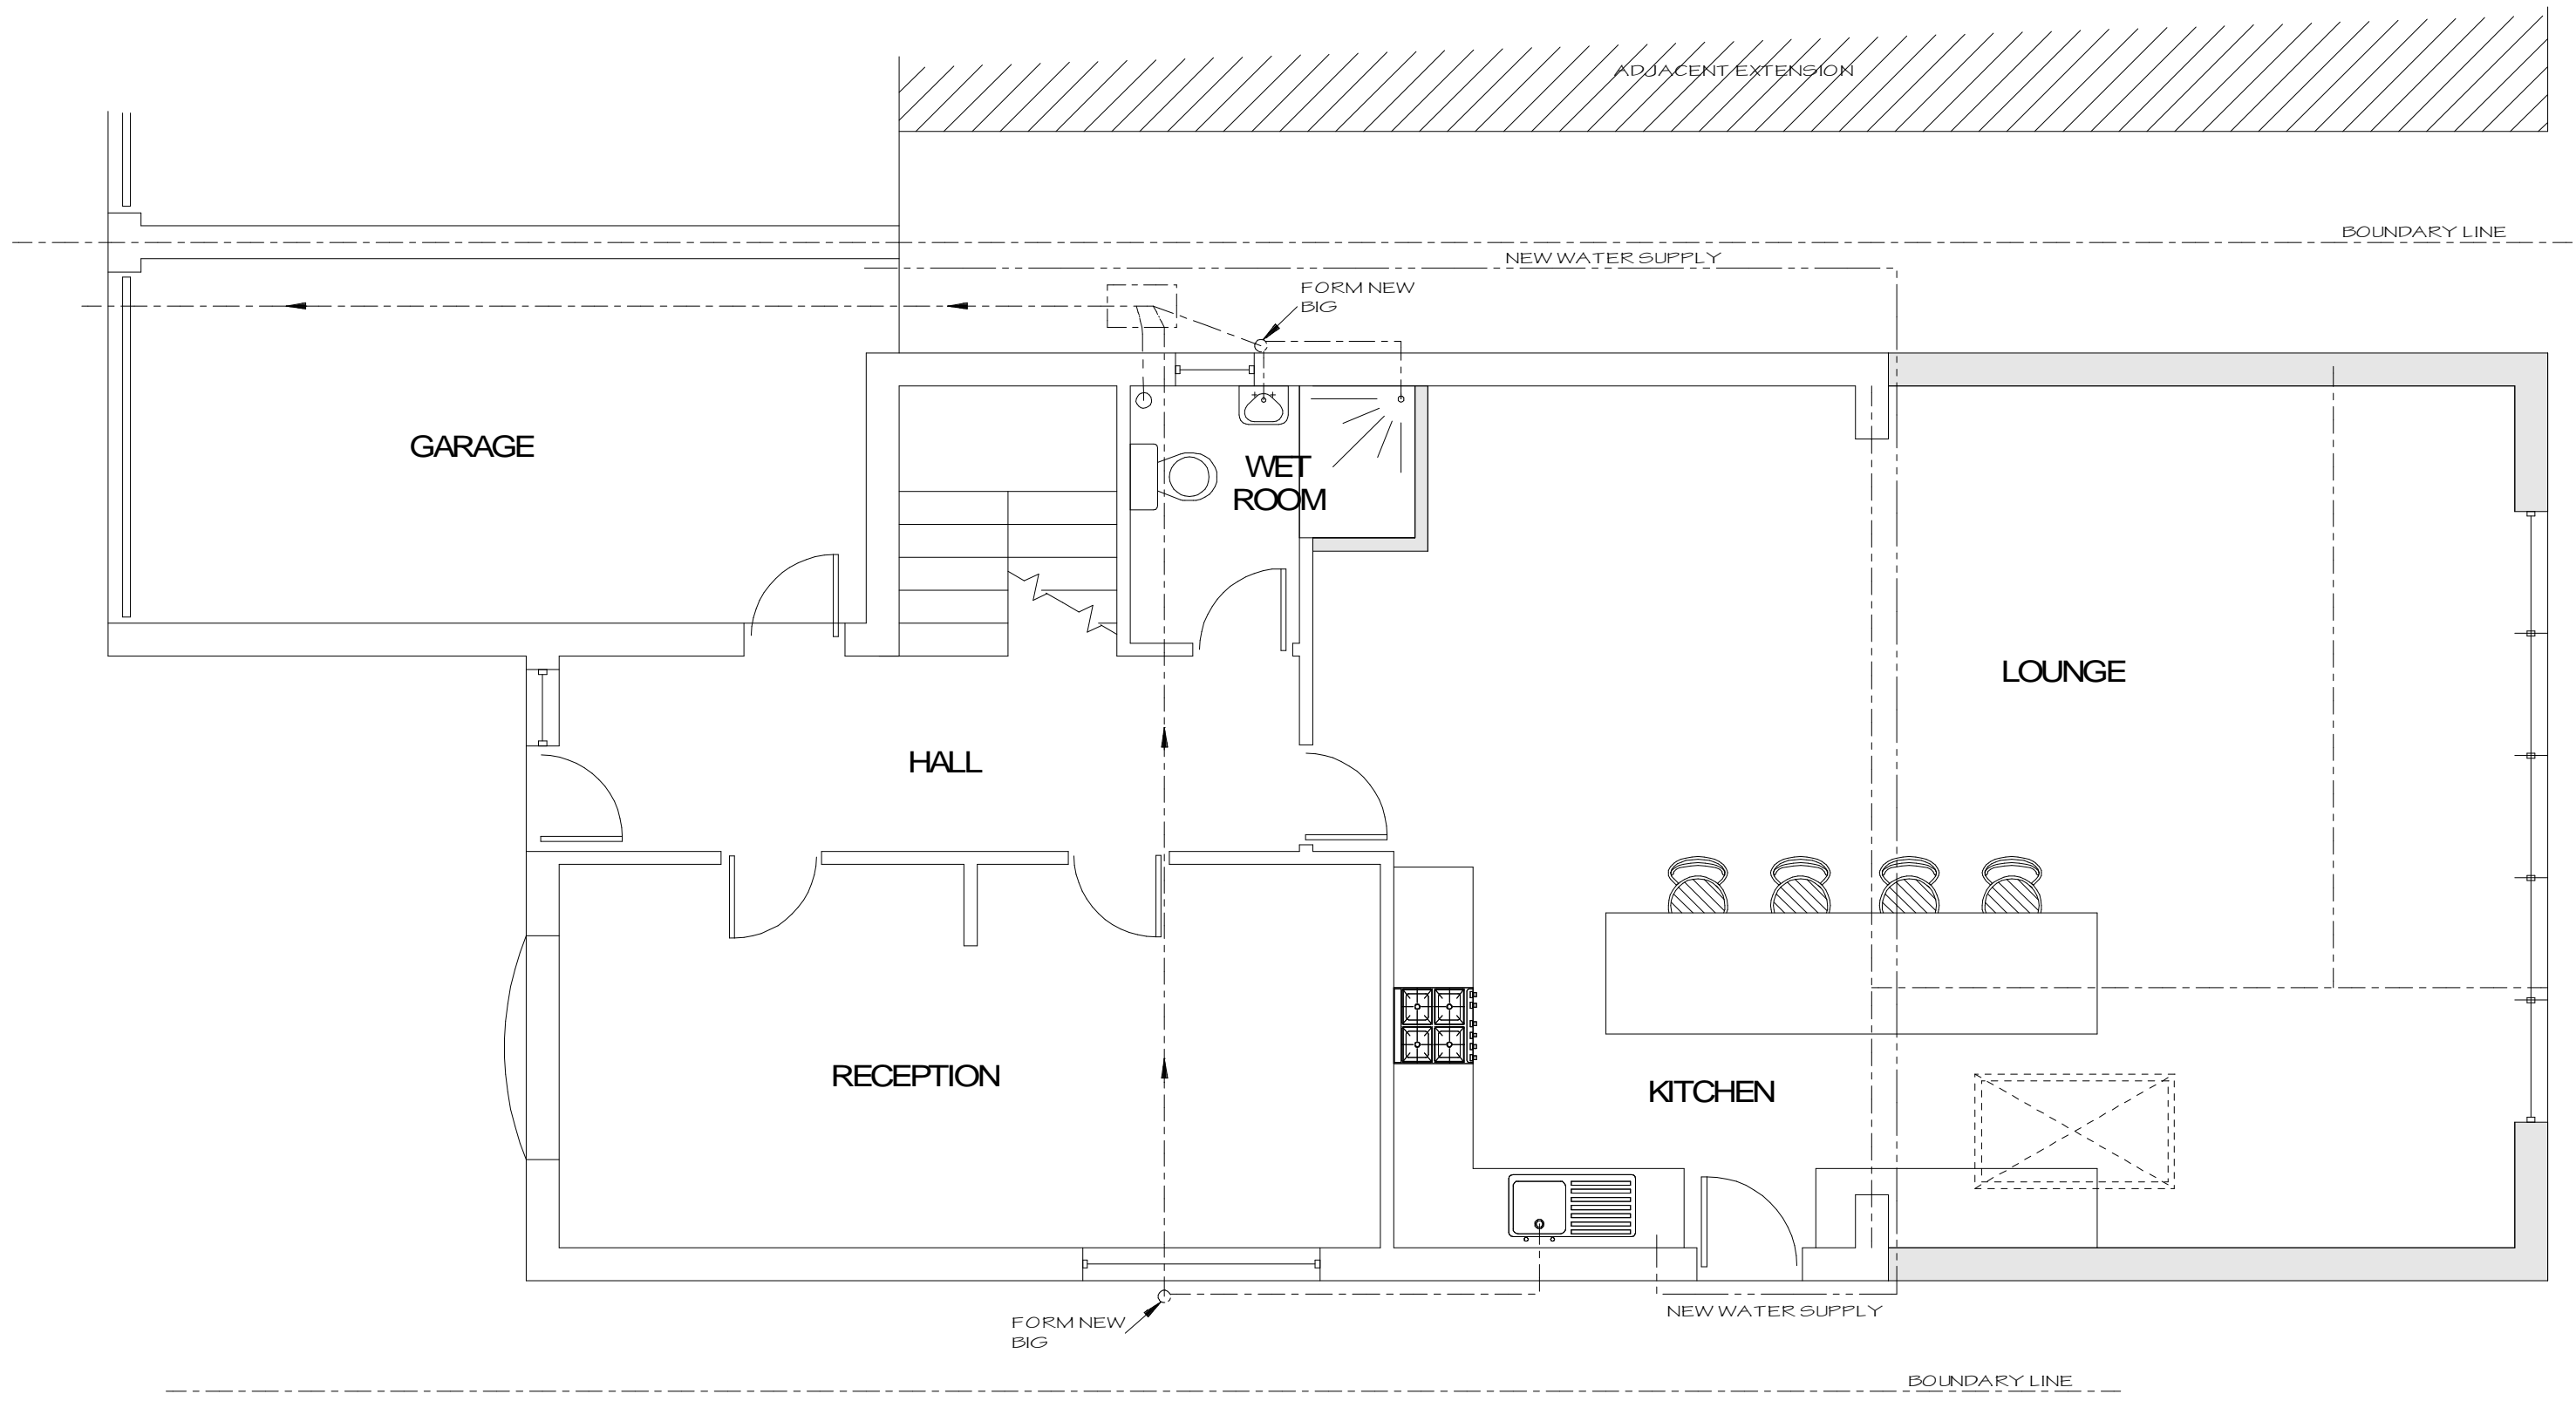 ADJACENT EXTENSION
BOUNDARY LINE
NEW WATER SUPPLY
FORM NEW
BIG
GARAGE
WET
ROOM
LOUNGE
HALL
RECEPTION
KITCHEN
NEW WATER SUPPLY
FORM NEW
BIG
BOUNDARY LINE